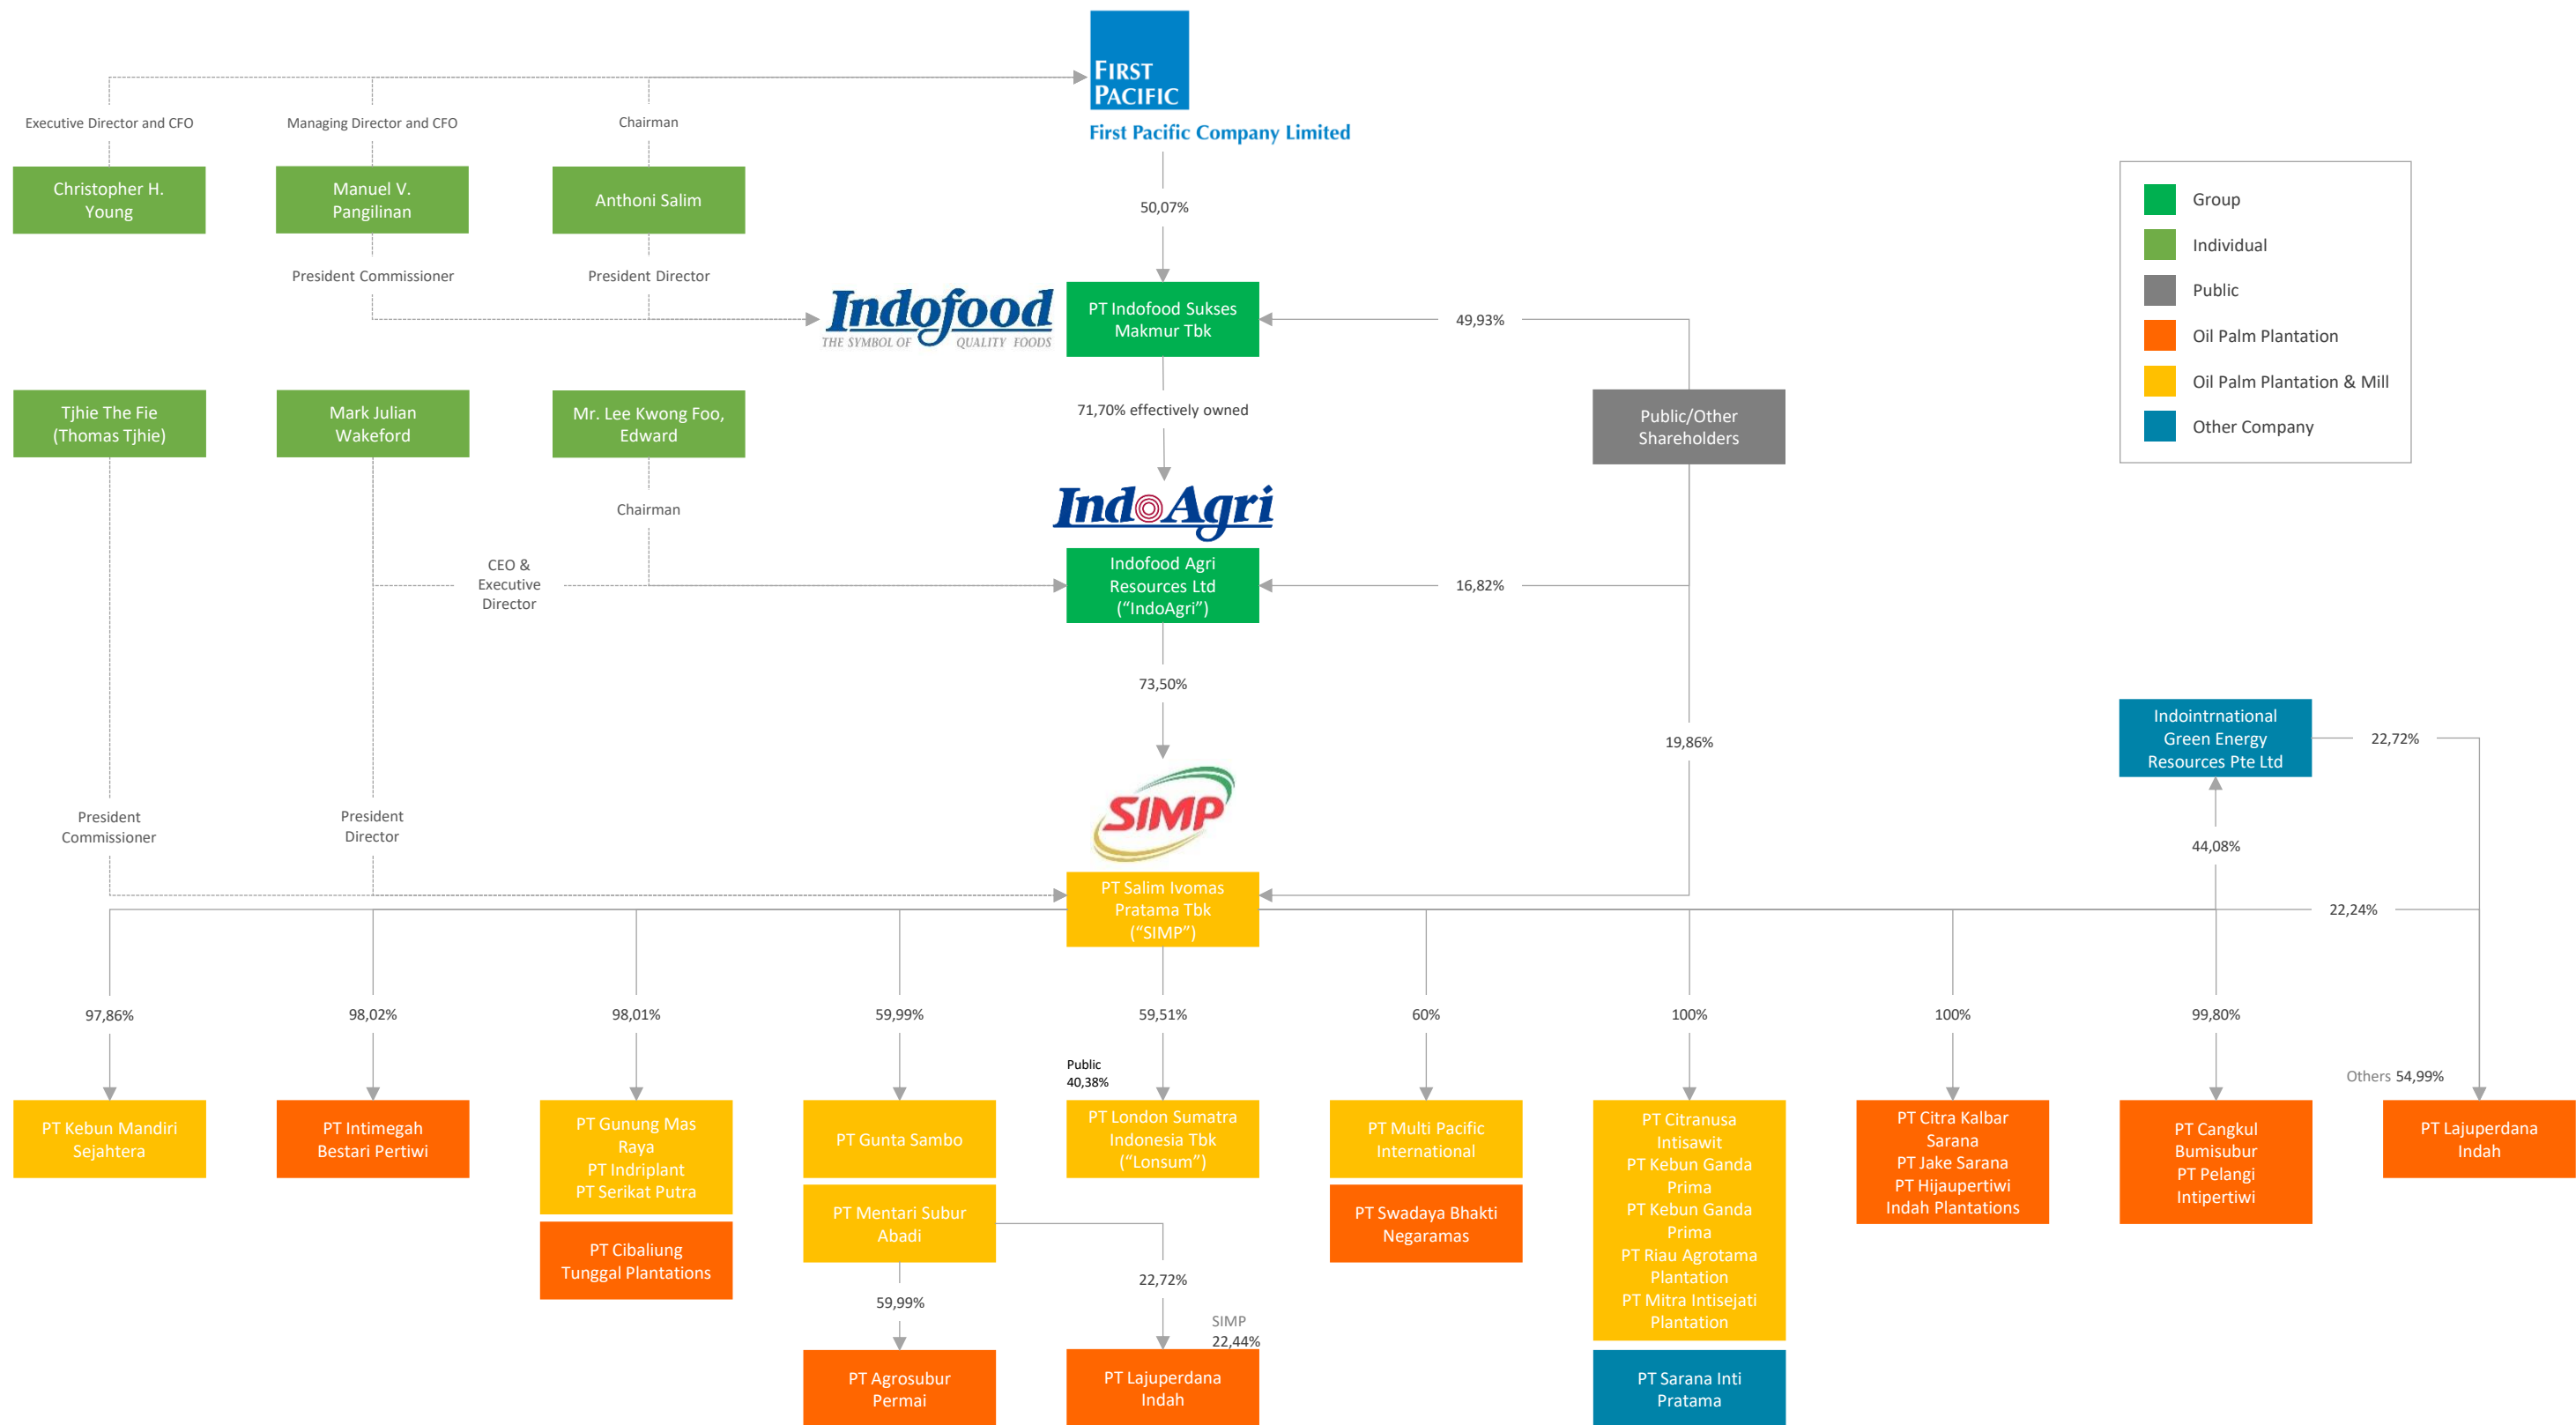 FIRST
PACIFIC
First Pacific Company Limited
Executive Director and CFO
Managing Director and CFO
Chairman
Christopher H.
Young
Manuel V.
Pangilinan
Anthoni Salim
50,07%
President Commissioner
President Director
Indofood
THE SYMBOL OF QUALITY FOODS
PT Indofood Sukses
Makmur Tbk
49,93%
Group
Individual
Public
Oil Palm Plantation
Oil Palm Plantation & Mill
Other Company
Tjhie The Fie
(Thomas Tjhie)
Mark Julian
Wakeford
Mr. Lee Kwong Foo,
Edward
71,70% effectively owned
Public/Other
Shareholders
Chairman
IndoAgri
CEO &
Executive
Director
Indofood Agri
Resources Ltd
(“IndoAgri”)
16,82%
73,50%
19,86%
Indointrnational
Green Energy
Resources Pte Ltd
22,72%
President
Commissioner
President
Director
SIMP
44,08%
PT Salim Ivomas
Pratama Tbk
(“SIMP”)
22,24%
97,86%
98,02%
98,01%
59,99%
59,51%
60%
100%
100%
99,80%
Public
40,38%
Others 54,99%
PT Kebun Mandiri
Sejahtera
PT Intimegah
Bestari Pertiwi
PT Gunung Mas
Raya
PT Indriplant
PT Serikat Putra
PT Cibaliung
Tunggal Plantations
PT Gunta Sambo
PT Mentari Subur
Abadi
PT London Sumatra
Indonesia Tbk
(“Lonsum”)
PT Multi Pacific
International
PT Swadaya Bhakti
Negaramas
PT Citranusa
Intisawit
PT Kebun Ganda
Prima
PT Kebun Ganda
Prima
PT Riau Agrotama
Plantation
PT Mitra Intisejati
Plantation
PT Citra Kalbar
Sarana
PT Jake Sarana
PT Hijaupertiwi
Indah Plantations
PT Cangkul
Bumisubur
PT Pelangi
Intipertiwi
PT Lajuperdana
Indah
59,99%
22,72%
SIMP
22,44%
PT Agrosubur
Permai
PT Lajuperdana
Indah
PT Sarana Inti
Pratama